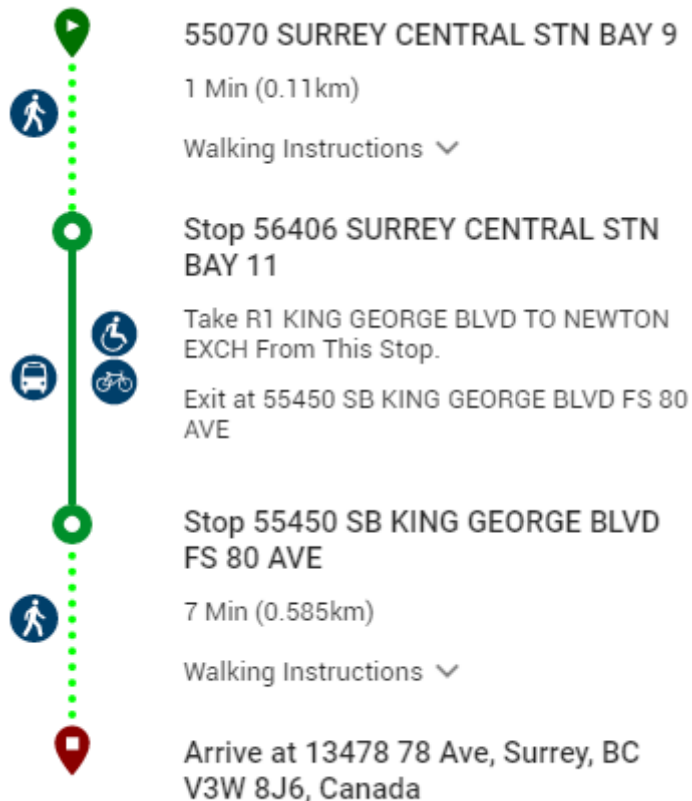 55070 SURREY CENTRAL STN BAY 9
1 Min (0.11km)
Walking Instructions
Stop 56406 SURREY CENTRAL STN
BAY 11
Take R1 KING GEORGE BLVD TO NEWTON
EXCH From This Stop.
Exit at 55450 SB KING GEORGE BLVD FS 80
AVE
Stop 55450 SB KING GEORGE BLVD
FS 80 AVE
7 Min (0.585km)
Walking Instructions
Arrive at 13478 78 Ave, Surrey, BC
V3W 8J6, Canada